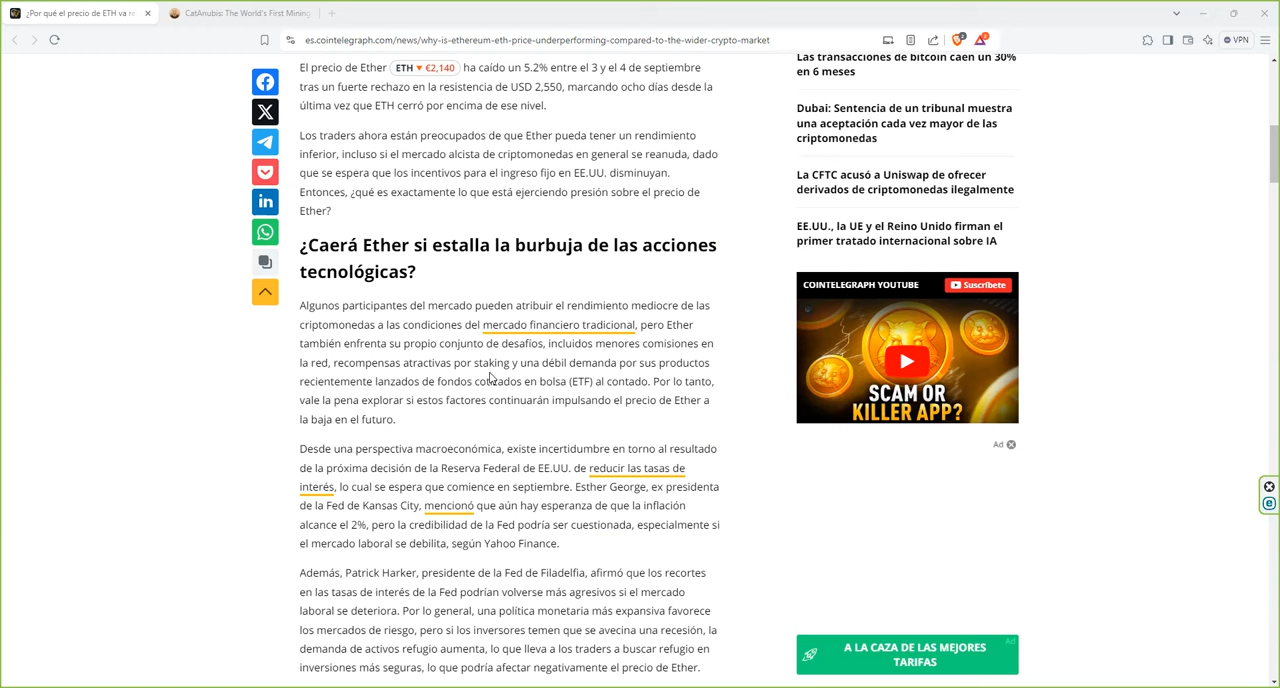 ¿Por qué el precio de ETH va re
CatAnubis: The World's First Mining
es.cointelegraph.com/news/why-is-ethereum-eth-price-underperforming-compared-to-the-wider-crypto-market
VPN
El precio de Ether ETH ▼ €2,140 ha caído un 5.2% entre el 3 y el 4 de septiembre
tras un fuerte rechazo en la resistencia de USD 2,550, marcando ocho días desde la
última vez que ETH cerró por encima de ese nivel.
Los traders ahora están preocupados de que Ether pueda tener un rendimiento
inferior, incluso si el mercado alcista de criptomonedas en general se reanuda, dado
que se espera que los incentivos para el ingreso fijo en EE.UU. disminuyan.
Entonces, ¿qué es exactamente lo que está ejerciendo presión sobre el precio de
Ether?
¿Caerá Ether si estalla la burbuja de las acciones
tecnológicas?
Algunos participantes del mercado pueden atribuir el rendimiento mediocre de las
criptomonedas a las condiciones del mercado financiero tradicional, pero Ether
también enfrenta su propio conjunto de desafíos, incluidos menores comisiones en
la red, recompensas atractivas por staking y una débil demanda por sus productos
recientemente lanzados de fondos cotizados en bolsa (ETF) al contado. Por lo tanto,
vale la pena explorar si estos factores continuarán impulsando el precio de Ether a
la baja en el futuro.
Desde una perspectiva macroeconómica, existe incertidumbre en torno al resultado
de la próxima decisión de la Reserva Federal de EE.UU. de reducir las tasas de
interés, lo cual se espera que comience en septiembre. Esther George, ex presidenta
de la Fed de Kansas City, mencionó que aún hay esperanza de que la inflación
alcance el 2%, pero la credibilidad de la Fed podría ser cuestionada, especialmente si
el mercado laboral se debilita, según Yahoo Finance.
Además, Patrick Harker, presidente de la Fed de Filadelfia, afirmó que los recortes
en las tasas de interés de la Fed podrían volverse más agresivos si el mercado
laboral se deteriora. Por lo general, una política monetaria más expansiva favorece
los mercados de riesgo, pero si los inversores temen que se avecina una recesión, la
demanda de activos refugio aumenta, lo que lleva a los traders a buscar refugio en
inversiones más seguras, lo que podría afectar negativamente el precio de Ether.
Las transacciones de bitcoin caen un 30%
en 6 meses
Dubai: Sentencia de un tribunal muestra
una aceptación cada vez mayor de las
criptomonedas
La CFTC acusó a Uniswap de ofrecer
derivados de criptomonedas ilegalmente
EE.UU., la UE y el Reino Unido firman el
primer tratado internacional sobre IA
COINTELEGRAPH YOUTUBE
Suscríbete
SCAM OR
KILLER APP?
Ad
Ad
A LA CAZA DE LAS MEJORES
TARIFAS